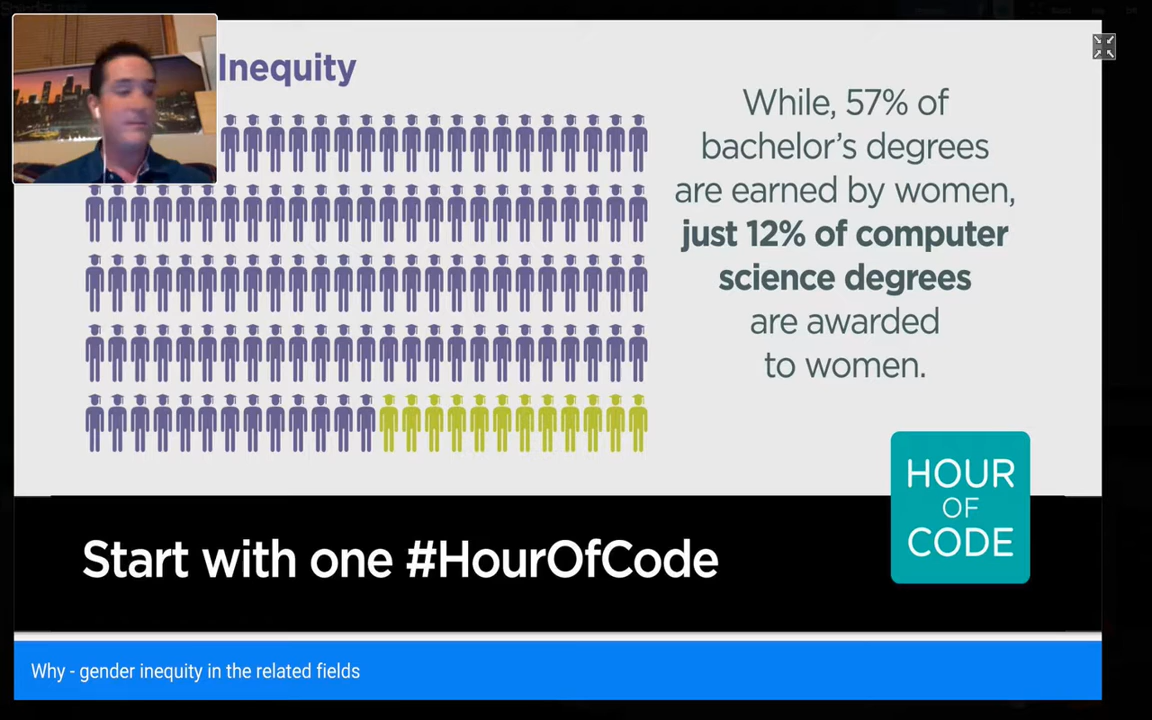 Inequity
While, 57% of
bachelor's degrees
are earned by women,
just 12% of computer
science degrees
are awarded
to women.
HOUR
OF
CODE
Start with one #HourOfCode
Why - gender inequity in the related fields